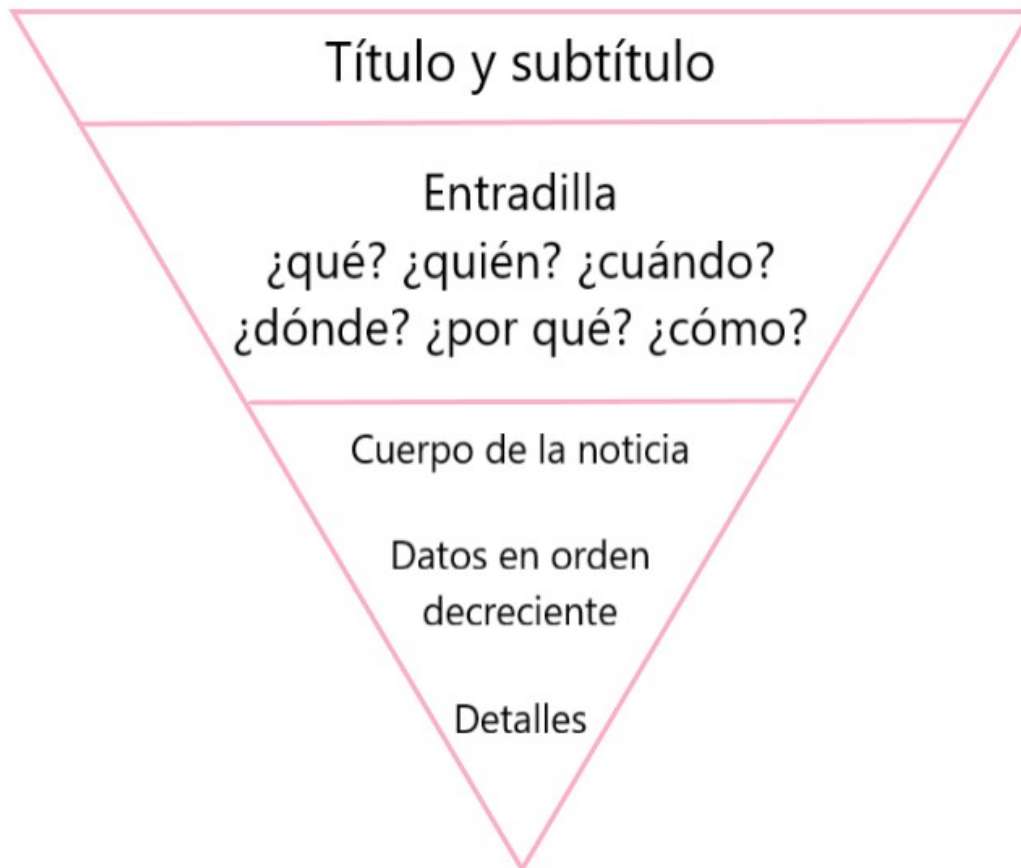 Título y subtítulo
Entradilla
¿qué? ¿quién? ¿cuándo?
¿dónde? ¿por qué? ¿cómo?
Cuerpo de la noticia
Datos en orden
decreciente
Detalles